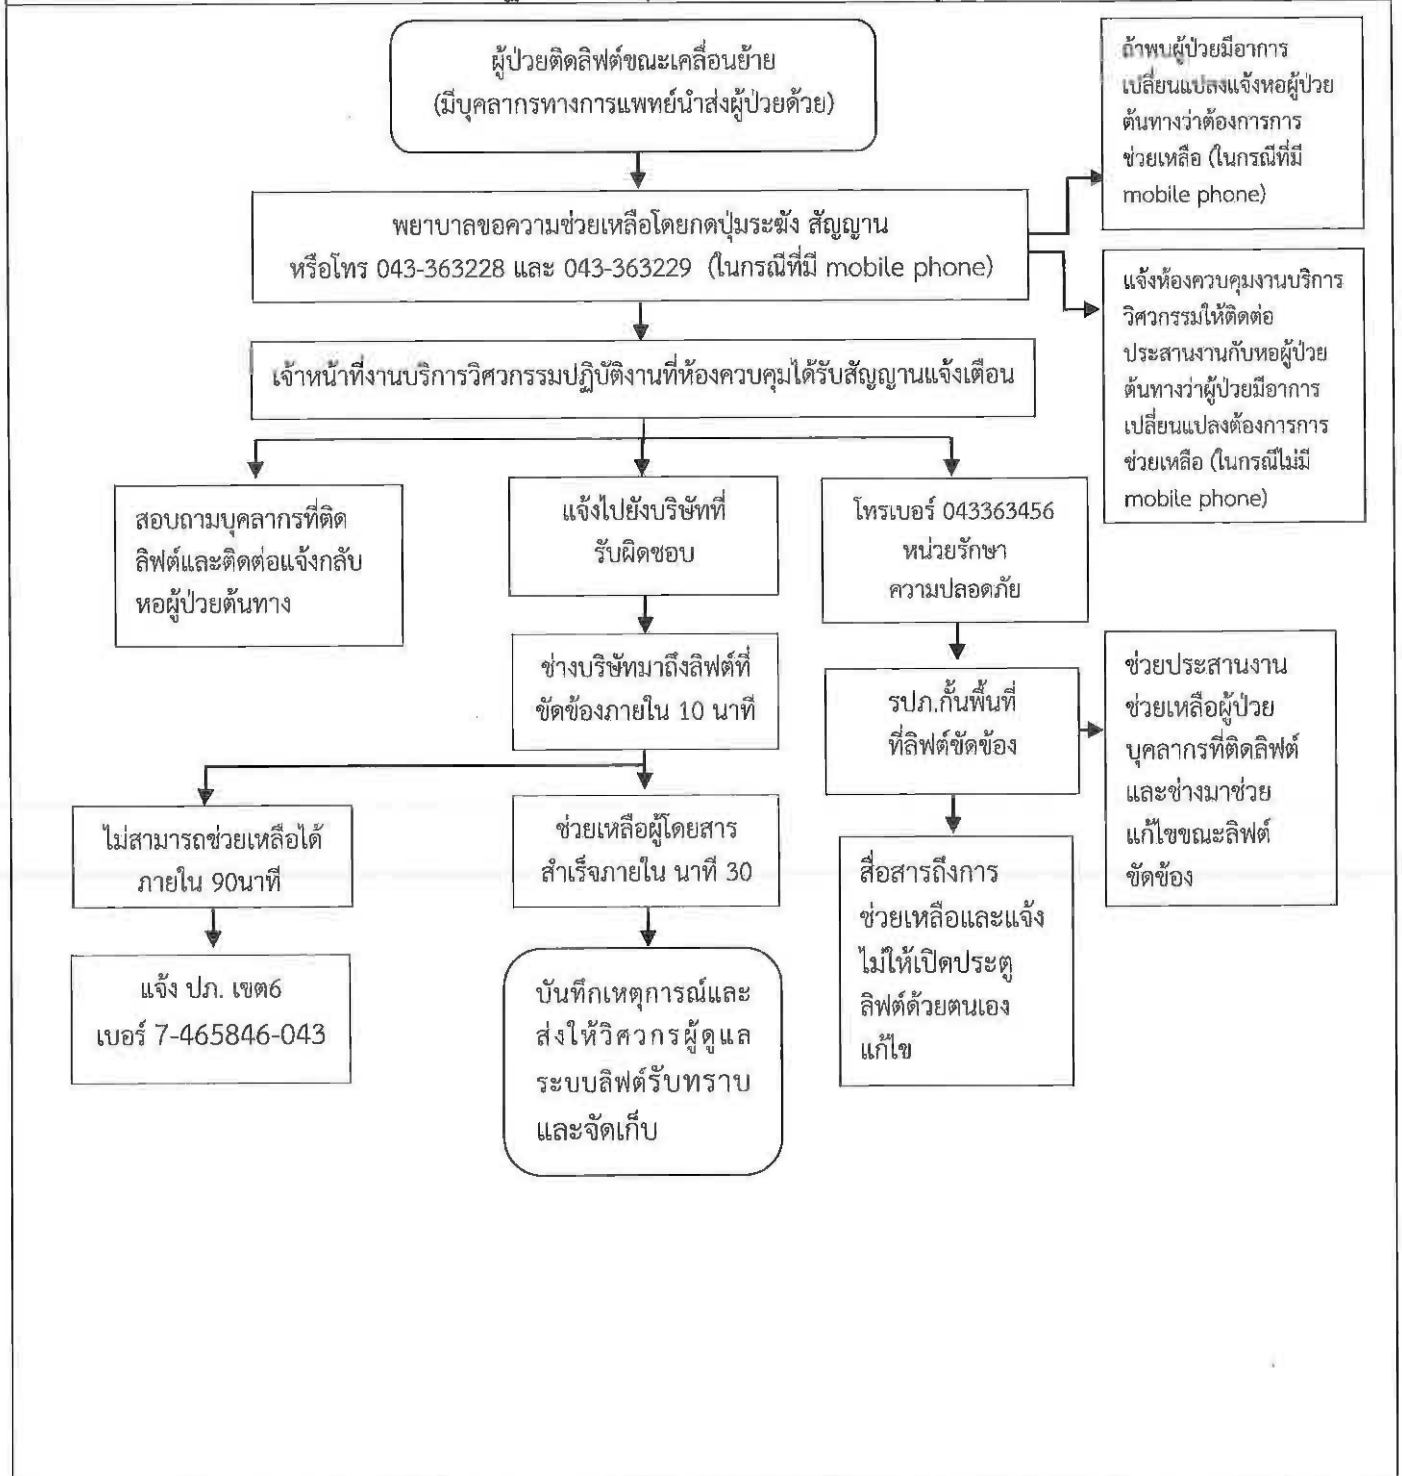 ผู้ป่วยติดลิฟต์ขณะเคลื่อนย้าย
(มีบุคลากรทางการแพทย์นำส่งผู้ป่วยด้วย)
ถ้าพบผู้ป่วยมีอาการ
เปลี่ยนแปลงแจ้งหอผู้ป่วย
ต้นทางว่าต้องการการ
ช่วยเหลือ (ในกรณีที่มี
mobile phone)
พยาบาลขอความช่วยเหลือโดยกดปุ่มระฆัง สัญญาน
หรือโทร 043-363228 และ 043-363229 (ในกรณีที่มี mobile phone)
แจ้งห้องควบคุมงานบริการ
วิศวกรรมให้ติดต่อ
ประสานงานกับหอผู้ป่วย
ต้นทางว่าผู้ป่วยมีอาการ
เปลี่ยนแปลงต้องการการ
ช่วยเหลือ (ในกรณีไม่มี
mobile phone)
เจ้าหน้าที่งานบริการวิศวกรรมปฏิบัติงานที่ห้องควบคุมได้รับสัญญานแจ้งเตือน
สอบถามบุคลากรที่ติด
ลิฟต์และติดต่อแจ้งกลับ
หอผู้ป่วยต้นทาง
แจ้งไปยังบริษัทที่
รับผิดชอบ
โทรเบอร์ 043363456
หน่วยรักษา
ความปลอดภัย
ช่างบริษัทมาถึงลิฟต์ที่
ขัดข้องภายใน 10 นาที
รปภ.กั้นพื้นที่
ที่ลิฟต์ขัดข้อง
ช่วยประสานงาน
ช่วยเหลือผู้ป่วย
บุคลากรที่ติดลิฟต์
และช่างมาช่วย
แก้ไขขณะลิฟต์
ขัดข้อง
ไม่สามารถช่วยเหลือได้
ภายใน 90นาที
ช่วยเหลือผู้โดยสาร
สำเร็จภายใน นาที 30
สื่อสารถึงการ
ช่วยเหลือและแจ้ง
ไม่ให้เปิดประตู
ลิฟต์ด้วยตนเอง
แก้ไข
แจ้ง ปภ. เขต6
เบอร์ 7-465846-043
บันทึกเหตุการณ์และ
ส่งให้วิศวกรผู้ดูแล
ระบบลิฟต์รับทราบ
และจัดเก็บ